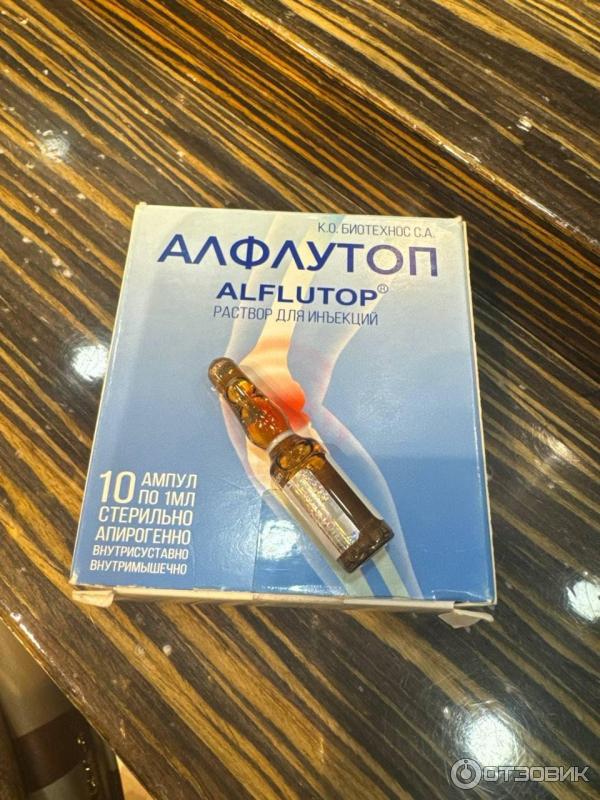 К.О. БИОТЕХНОС С.А.
АЛФЛУТОП
ALFLUTOP®
РАСТВОР ДЛЯ ИНЪЕКЦИЙ
10 АМПУЛ
ПО 1МЛ
СТЕРИЛЬНО
АПИРОГЕННО
ВНУТРИСУСТАВНО
ВНУТРИМЫШЕЧНО
ОТЗОВИК